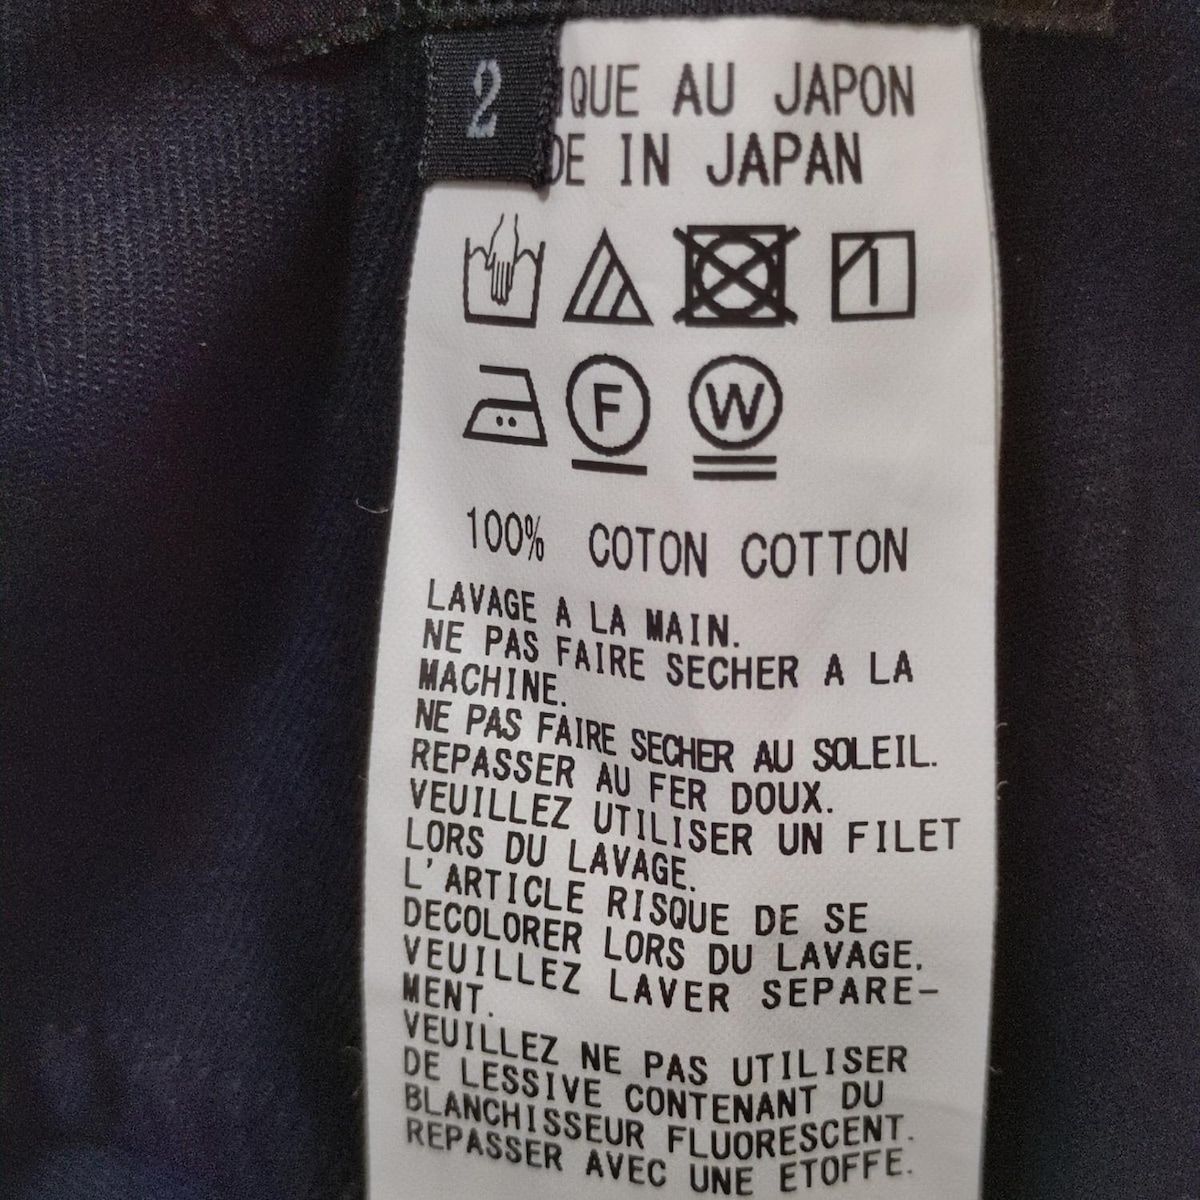 2
IQUE AU JAPON
DE IN JAPAN
F
W
100% COTON COTTON
LAVAGE A LA MAIN.
NE PAS FAIRE SECHER A LA
MACHINE.
NE PAS FAIRE SECHER AU SOLEIL.
REPASSER AU FER DOUX.
VEUILLEZ UTILISER UN FILET
LORS DU LAVAGE.
L'ARTICLE RISQUE DE SE
DECOLORER LORS DU LAVAGE.
VEUILLEZ LAVER SEPARE-
MENT.
VEUILLEZ NE PAS UTILISER
DE LESSIVE CONTENANT DU
BLANCHISSEUR FLUORESCENT.
REPASSER AVEC UNE ETOFFE.